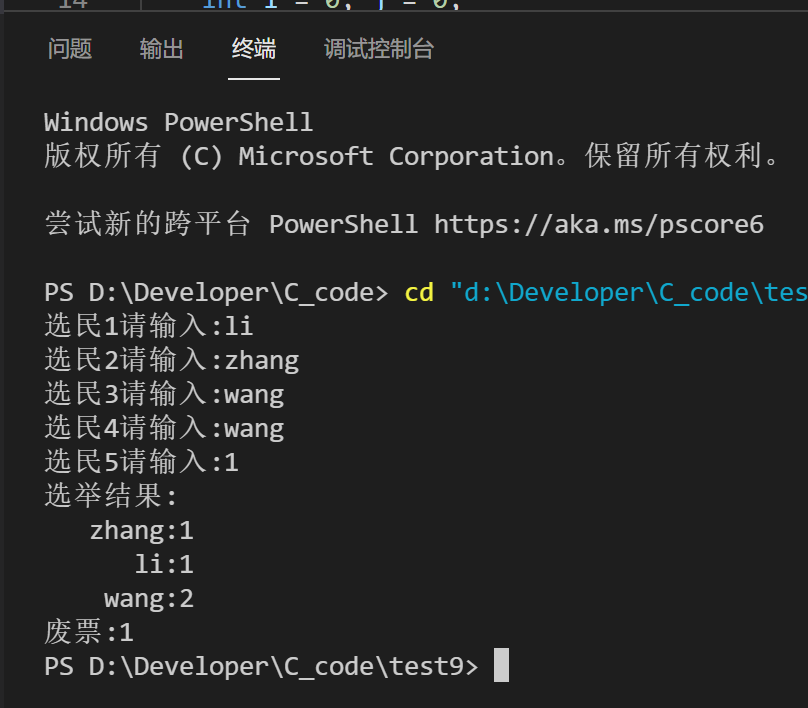 14 int i = 0, j = 0;
问题 输出 终端 调试控制台
Windows PowerShell
版权所有 (C) Microsoft Corporation。保留所有权利。
尝试新的跨平台 PowerShell https://aka.ms/pscore6
PS D:\Developer\C_code> cd "d:\Developer\C_code\tes
选民1请输入:li
选民2请输入:zhang
选民3请输入:wang
选民4请输入:wang
选民5请输入:1
选举结果:
zhang:1
li:1
wang:2
废票:1
PS D:\Developer\C_code\test9>